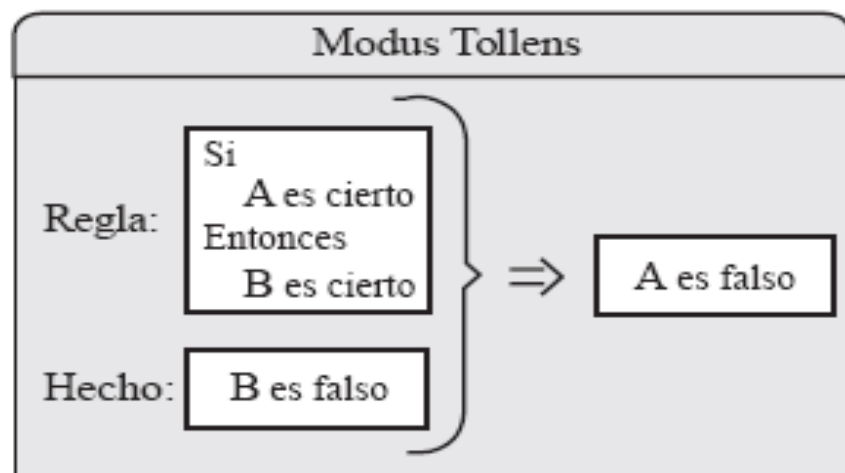 Modus Tollens
Regla:
Si
A es cierto
Entonces
B es cierto
Hecho:
B es falso
A es falso